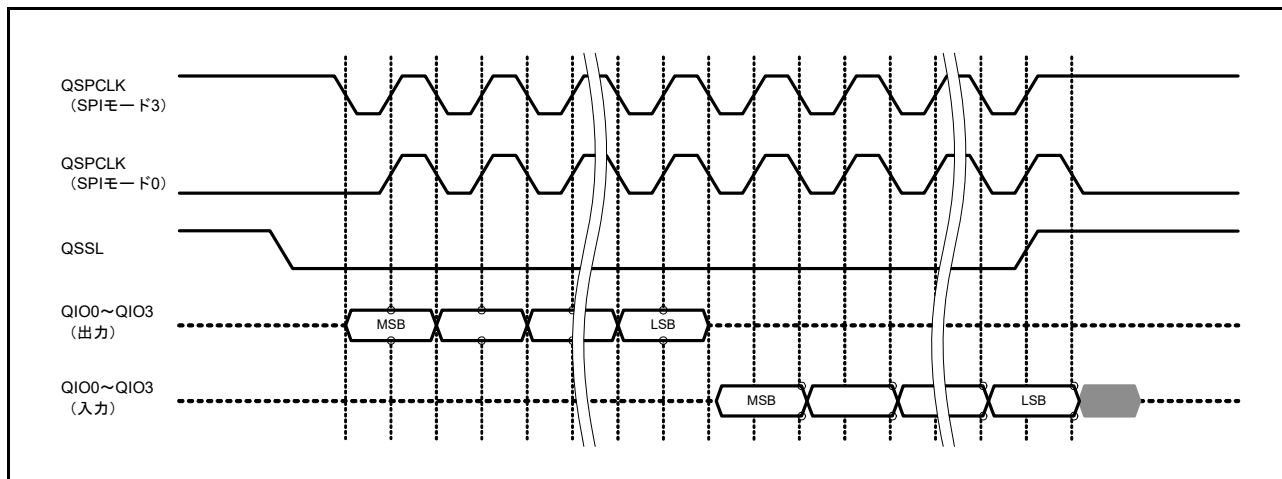 QSPCLK
（SPIモード3）
QSPCLK
（SPIモード0）
QSSL
QIO0～QIO3
（出力）
MSB
LSB
QIO0～QIO3
（入力）
MSB
LSB